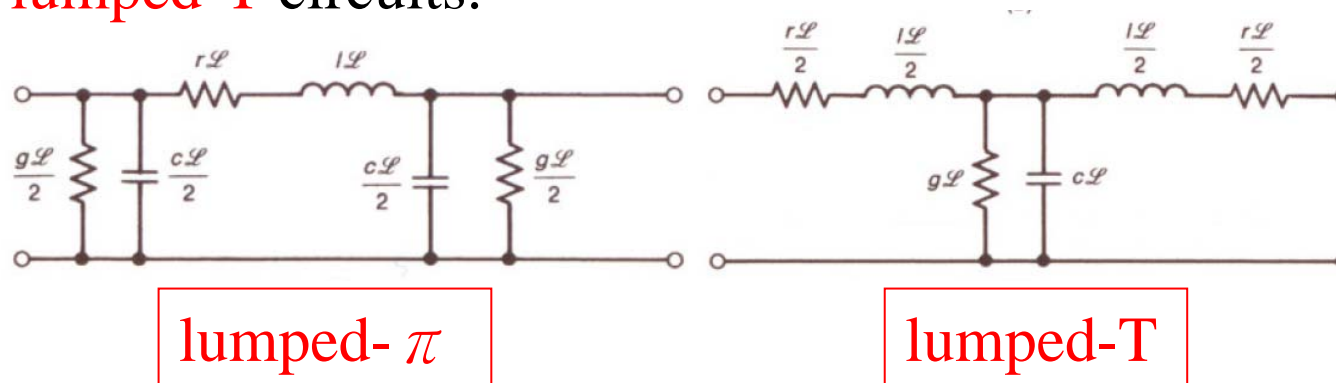 lumped-T circuits.
rℒ
lℒ
gℒ
2
cℒ
2
cℒ
2
gℒ
2
rℒ
2
lℒ
2
lℒ
2
rℒ
2
gℒ
cℒ
lumped- π
lumped-T